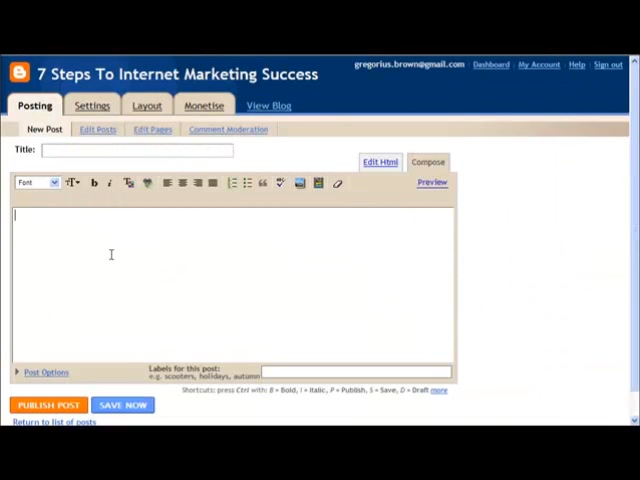 7 Steps To Internet Marketing Success
gregorius.brown@gmail.com Dashboard My Account Help Sign out
Posting Settings Layout Monetise View Blog
New Post Edit Posts Edit Pages Comment Moderation
Title:
Edit Html Compose
Font
b i
Preview
Post Options
Labels for this post:
e.g. scooters, holidays, autumn
Shortcuts: press Ctrl with: B = Bold, I = Italic, P = Publish, S = Save, D = Draft more
PUBLISH POST SAVE NOW
Return to list of posts